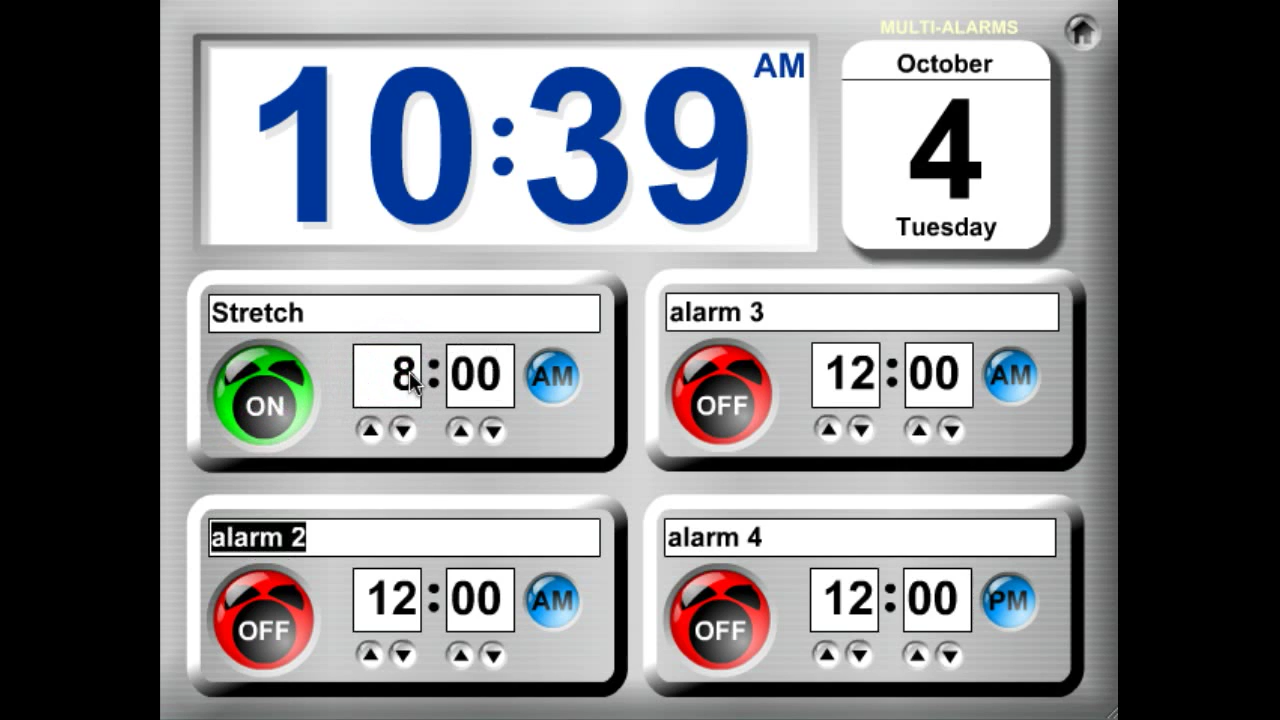 MULTI-ALARMS
10:39 AM
October
4
Tuesday
Stretch
ON
8:00 AM
alarm 3
OFF
12:00 AM
alarm 2
OFF
12:00 AM
alarm 4
OFF
12:00 PM